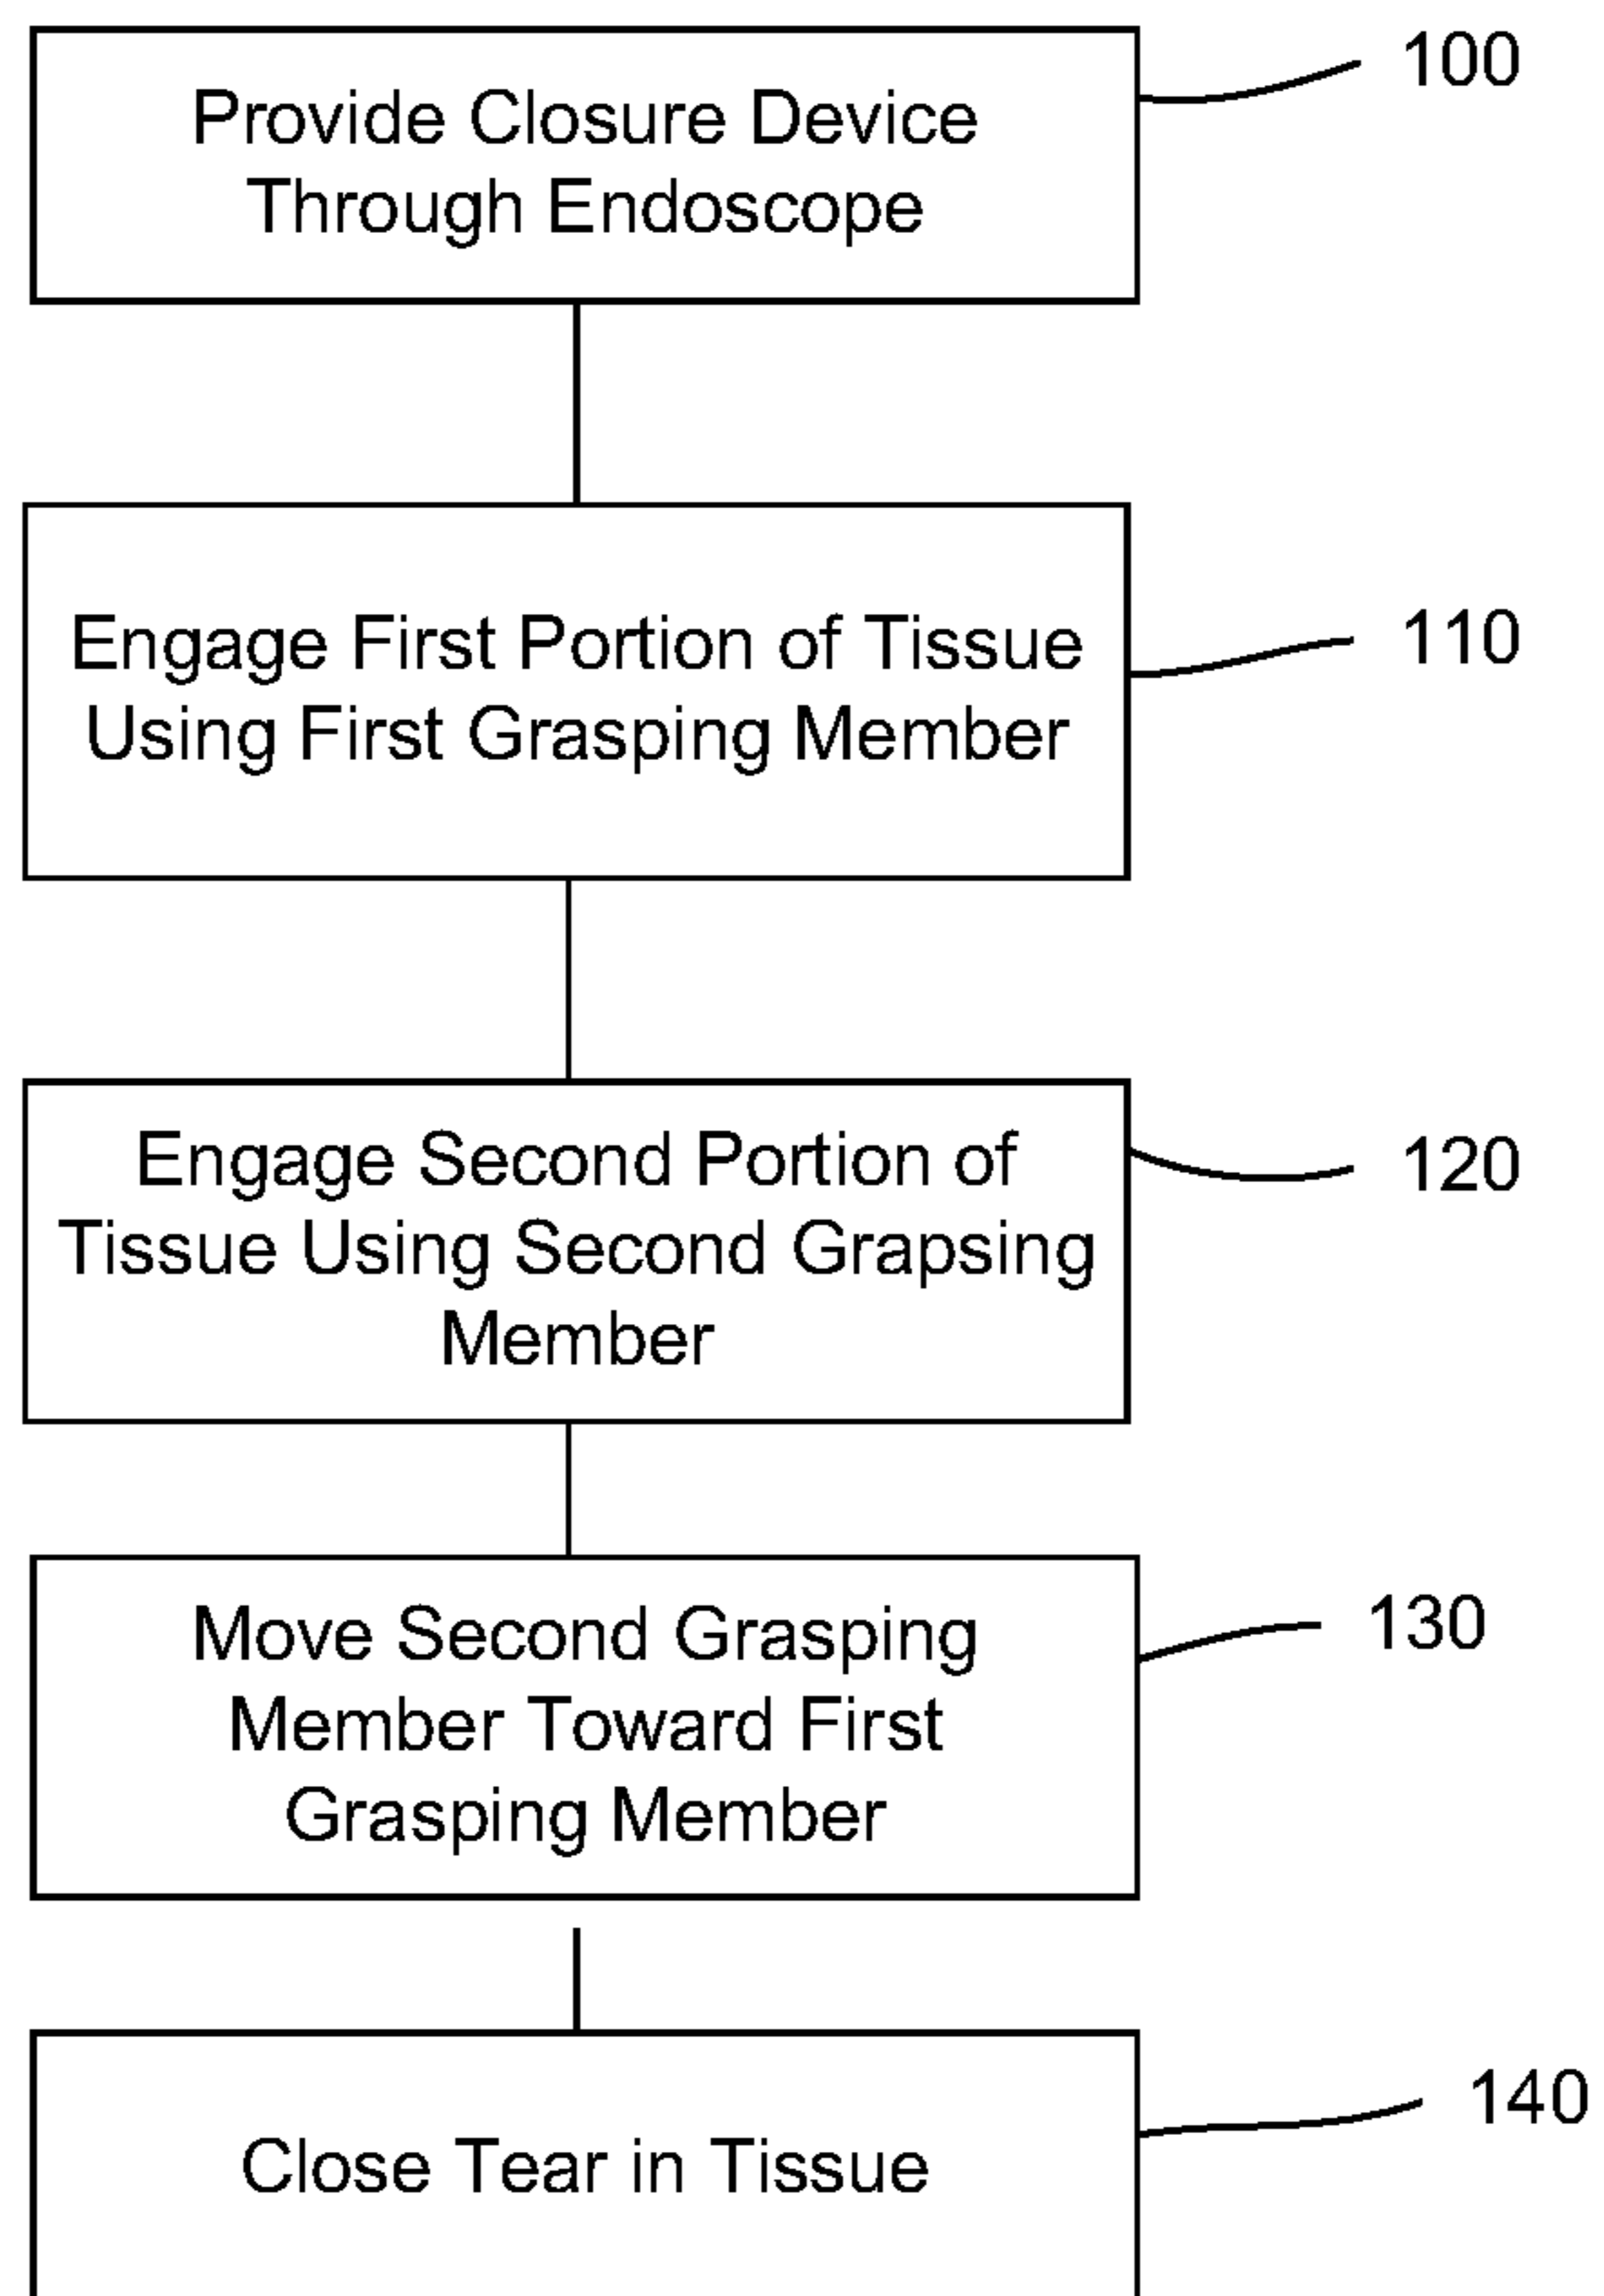 Provide Closure Device
Through Endoscope
100
Engage First Portion of Tissue
Using First Grasping Member
110
Engage Second Portion of
Tissue Using Second Grapsing
Member
120
Move Second Grasping
Member Toward First
Grasping Member
130
Close Tear in Tissue
140